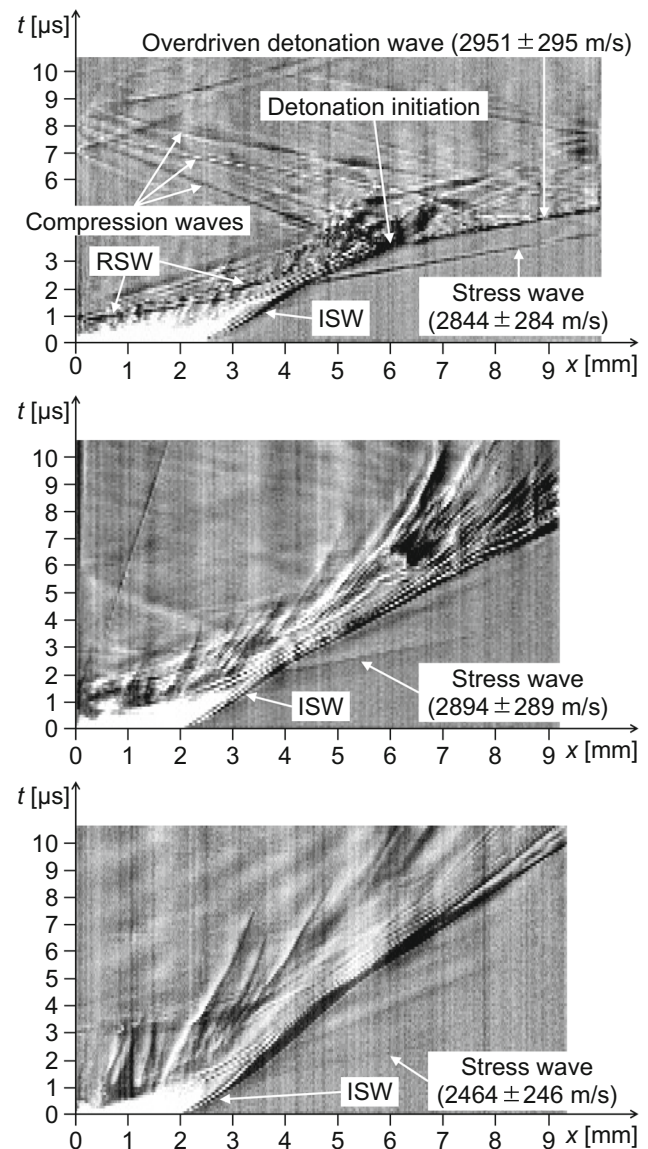 t [μs]
Overdriven detonation wave (2951 ± 295 m/s)
10
9
8
7
6
3
2
1
0
Detonation initiation
Compression waves
RSW
ISW
Stress wave
(2844 ± 284 m/s)
0 1 2 3 4 5 6 7 8 9 x [mm]
t [μs]
10
9
8
7
6
5
4
3
2
1
0
ISW
Stress wave
(2894 ± 289 m/s)
0 1 2 3 4 5 6 7 8 9 x [mm]
t [μs]
10
9
8
7
6
5
4
3
2
1
0
ISW
Stress wave
(2464 ± 246 m/s)
0 1 2 3 4 5 6 7 8 9 x [mm]